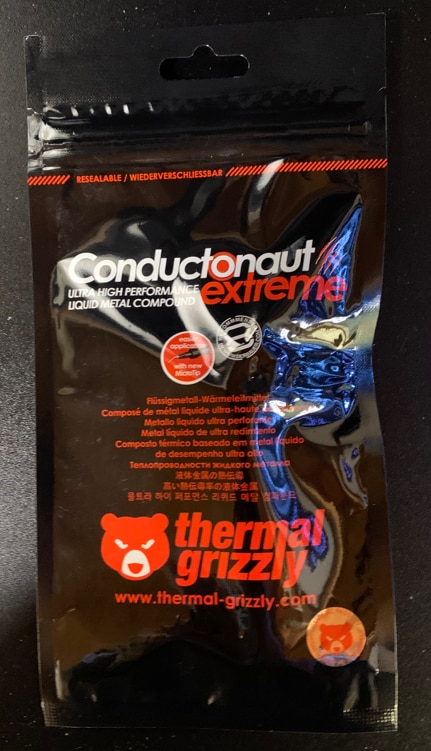 RESEALABLE / WIEDERVERSCHLIESSBAR
Conductonaut
extreme
ULTRA HIGH PERFORMANCE
LIQUID METAL COMPOUND
easier
application
with new
MicroTip
Flüssigmetall-Wärmeleitmittel
Composé de métal liquide ultra-haute
Metallo liquido ultra performante
Metal líquido de ultra redimiento
Composto térmico baseado em metal líquido
de desempenho ultra alto
Теплопроводности жидкого металла
液体金属の熱伝導
高い熱伝導率の液体金属
울트라 하이 퍼포먼스 리퀴드 메탈 컴파운드
thermal
grizzly
www.thermal-grizzly.com